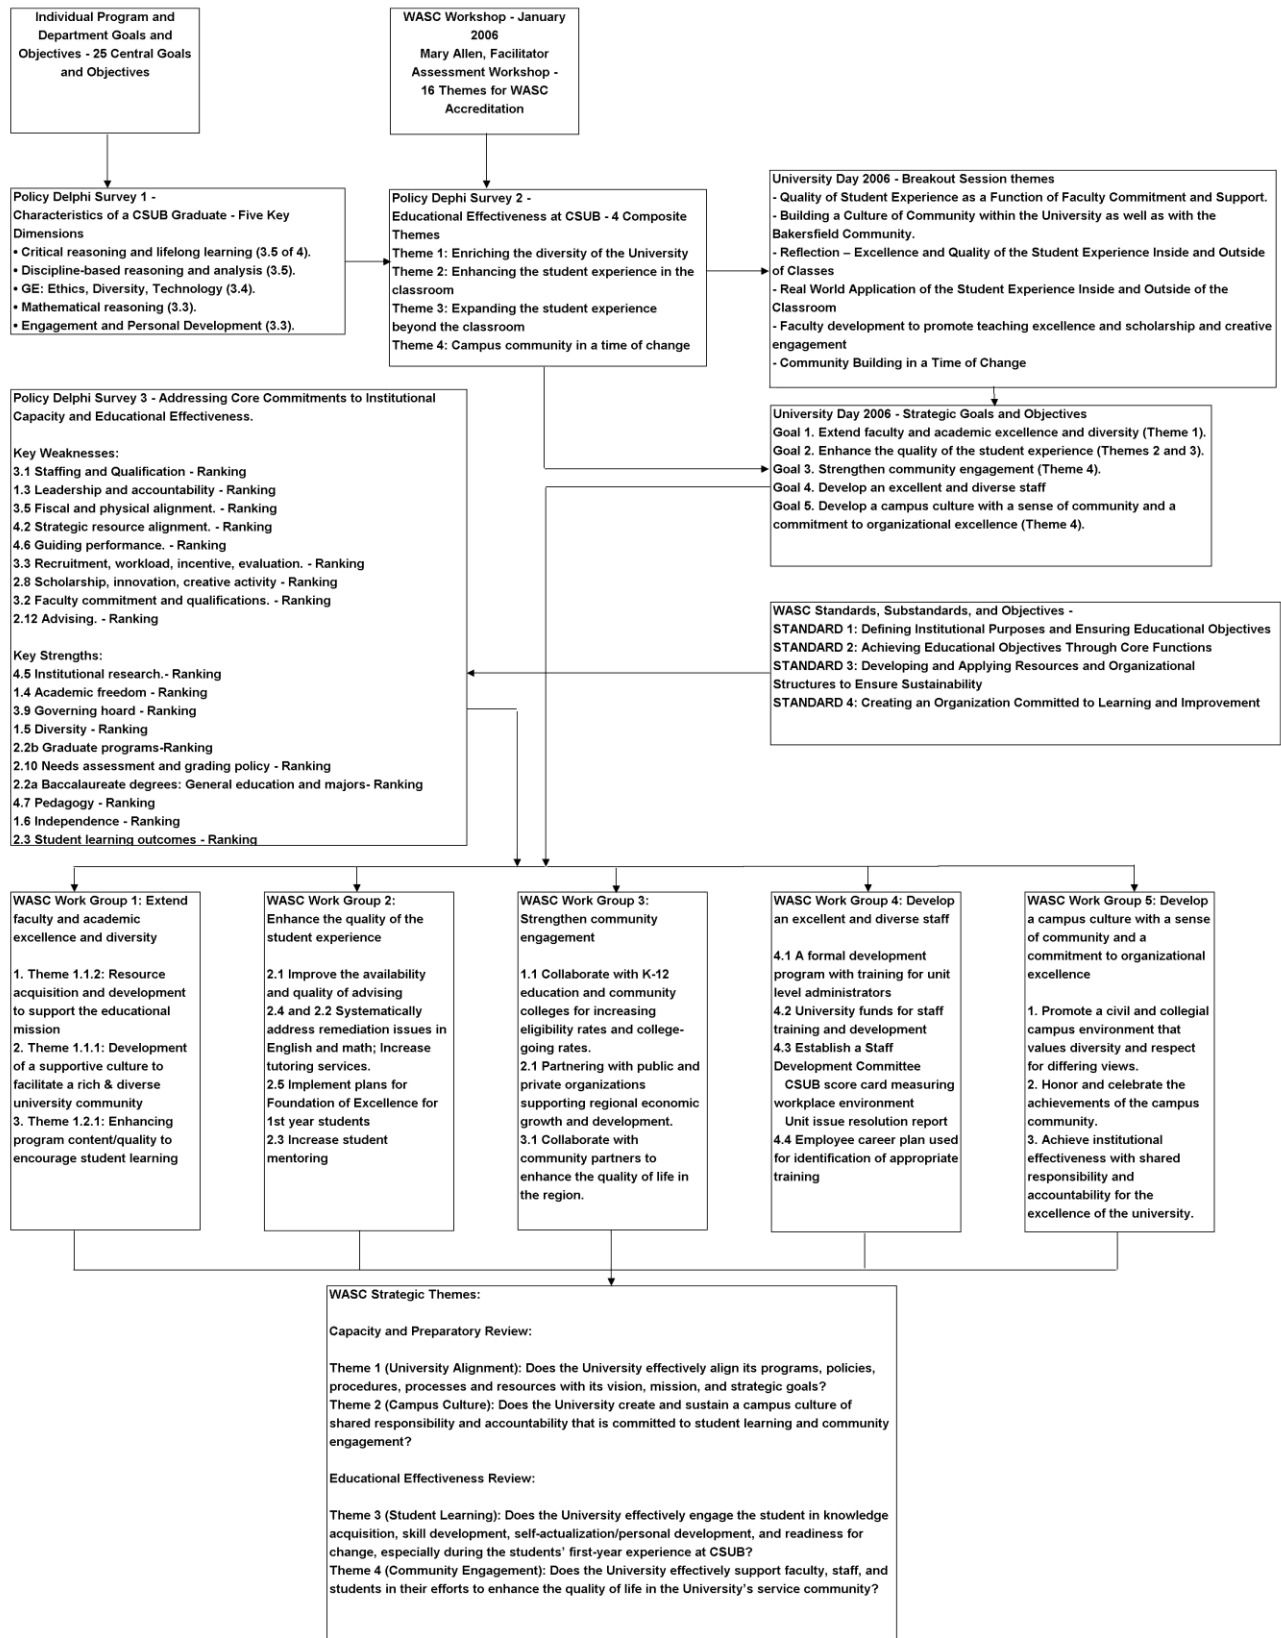 Individual Program and
Department Goals and
Objectives - 25 Central Goals
and Objectives
WASC Workshop - January
2006
Mary Allen, Facilitator
Assessment Workshop -
16 Themes for WASC
Accreditation
Policy Delphi Survey 1 -
Characteristics of a CSUB Graduate - Five Key
Dimensions
• Critical reasoning and lifelong learning (3.5 of 4).
• Discipline-based reasoning and analysis (3.5).
• GE: Ethics, Diversity, Technology (3.4).
• Mathematical reasoning (3.3).
• Engagement and Personal Development (3.3).
Policy Dephi Survey 2 -
Educational Effectiveness at CSUB - 4 Composite
Themes
Theme 1: Enriching the diversity of the University
Theme 2: Enhancing the student experience in the
classroom
Theme 3: Expanding the student experience
beyond the classroom
Theme 4: Campus community in a time of change
University Day 2006 - Breakout Session themes
- Quality of Student Experience as a Function of Faculty Commitment and Support.
- Building a Culture of Community within the University as well as with the
Bakersfield Community.
- Reflection – Excellence and Quality of the Student Experience Inside and Outside
of Classes
- Real World Application of the Student Experience Inside and Outside of the
Classroom
- Faculty development to promote teaching excellence and scholarship and creative
engagement
- Community Building in a Time of Change
Policy Delphi Survey 3 - Addressing Core Commitments to Institutional
Capacity and Educational Effectiveness.
Key Weaknesses:
3.1 Staffing and Qualification - Ranking
1.3 Leadership and accountability - Ranking
3.5 Fiscal and physical alignment. - Ranking
4.2 Strategic resource alignment. - Ranking
4.6 Guiding performance. - Ranking
3.3 Recruitment, workload, incentive, evaluation. - Ranking
2.8 Scholarship, innovation, creative activity - Ranking
3.2 Faculty commitment and qualifications. - Ranking
2.12 Advising. - Ranking
Key Strengths:
4.5 Institutional research.- Ranking
1.4 Academic freedom - Ranking
3.9 Governing hoard - Ranking
1.5 Diversity - Ranking
2.2b Graduate programs-Ranking
2.10 Needs assessment and grading policy - Ranking
2.2a Baccalaureate degrees: General education and majors- Ranking
4.7 Pedagogy - Ranking
1.6 Independence - Ranking
2.3 Student learning outcomes - Ranking
University Day 2006 - Strategic Goals and Objectives
Goal 1. Extend faculty and academic excellence and diversity (Theme 1).
Goal 2. Enhance the quality of the student experience (Themes 2 and 3).
Goal 3. Strengthen community engagement (Theme 4).
Goal 4. Develop an excellent and diverse staff
Goal 5. Develop a campus culture with a sense of community and a
commitment to organizational excellence (Theme 4).
WASC Standards, Substandards, and Objectives -
STANDARD 1: Defining Institutional Purposes and Ensuring Educational Objectives
STANDARD 2: Achieving Educational Objectives Through Core Functions
STANDARD 3: Developing and Applying Resources and Organizational
Structures to Ensure Sustainability
STANDARD 4: Creating an Organization Committed to Learning and Improvement
WASC Work Group 1: Extend
faculty and academic
excellence and diversity
1. Theme 1.1.2: Resource
acquisition and development
to support the educational
mission
2. Theme 1.1.1: Development
of a supportive culture to
facilitate a rich & diverse
university community
3. Theme 1.2.1: Enhancing
program content/quality to
encourage student learning
WASC Work Group 2:
Enhance the quality of the
student experience
2.1 Improve the availability
and quality of advising
2.4 and 2.2 Systematically
address remediation issues in
English and math; Increase
tutoring services.
2.5 Implement plans for
Foundation of Excellence for
1st year students
2.3 Increase student
mentoring
WASC Work Group 3:
Strengthen community
engagement
1.1 Collaborate with K-12
education and community
colleges for increasing
eligibility rates and college-
going rates.
2.1 Partnering with public and
private organizations
supporting regional economic
growth and development.
3.1 Collaborate with
community partners to
enhance the quality of life in
the region.
WASC Work Group 4: Develop
an excellent and diverse staff
4.1 A formal development
program with training for unit
level administrators
4.2 University funds for staff
training and development
4.3 Establish a Staff
Development Committee
CSUB score card measuring
workplace environment
Unit issue resolution report
4.4 Employee career plan used
for identification of appropriate
training
WASC Work Group 5: Develop
a campus culture with a sense
of community and a
commitment to organizational
excellence
1. Promote a civil and collegial
campus environment that
values diversity and respect
for differing views.
2. Honor and celebrate the
achievements of the campus
community.
3. Achieve institutional
effectiveness with shared
responsibility and
accountability for the
excellence of the university.
WASC Strategic Themes:
Capacity and Preparatory Review:
Theme 1 (University Alignment): Does the University effectively align its programs, policies,
procedures, processes and resources with its vision, mission, and strategic goals?
Theme 2 (Campus Culture): Does the University create and sustain a campus culture of
shared responsibility and accountability that is committed to student learning and community
engagement?
Educational Effectiveness Review:
Theme 3 (Student Learning): Does the University effectively engage the student in knowledge
acquisition, skill development, self-actualization/personal development, and readiness for
change, especially during the students' first-year experience at CSUB?
Theme 4 (Community Engagement): Does the University effectively support faculty, staff, and
students in their efforts to enhance the quality of life in the University's service community?